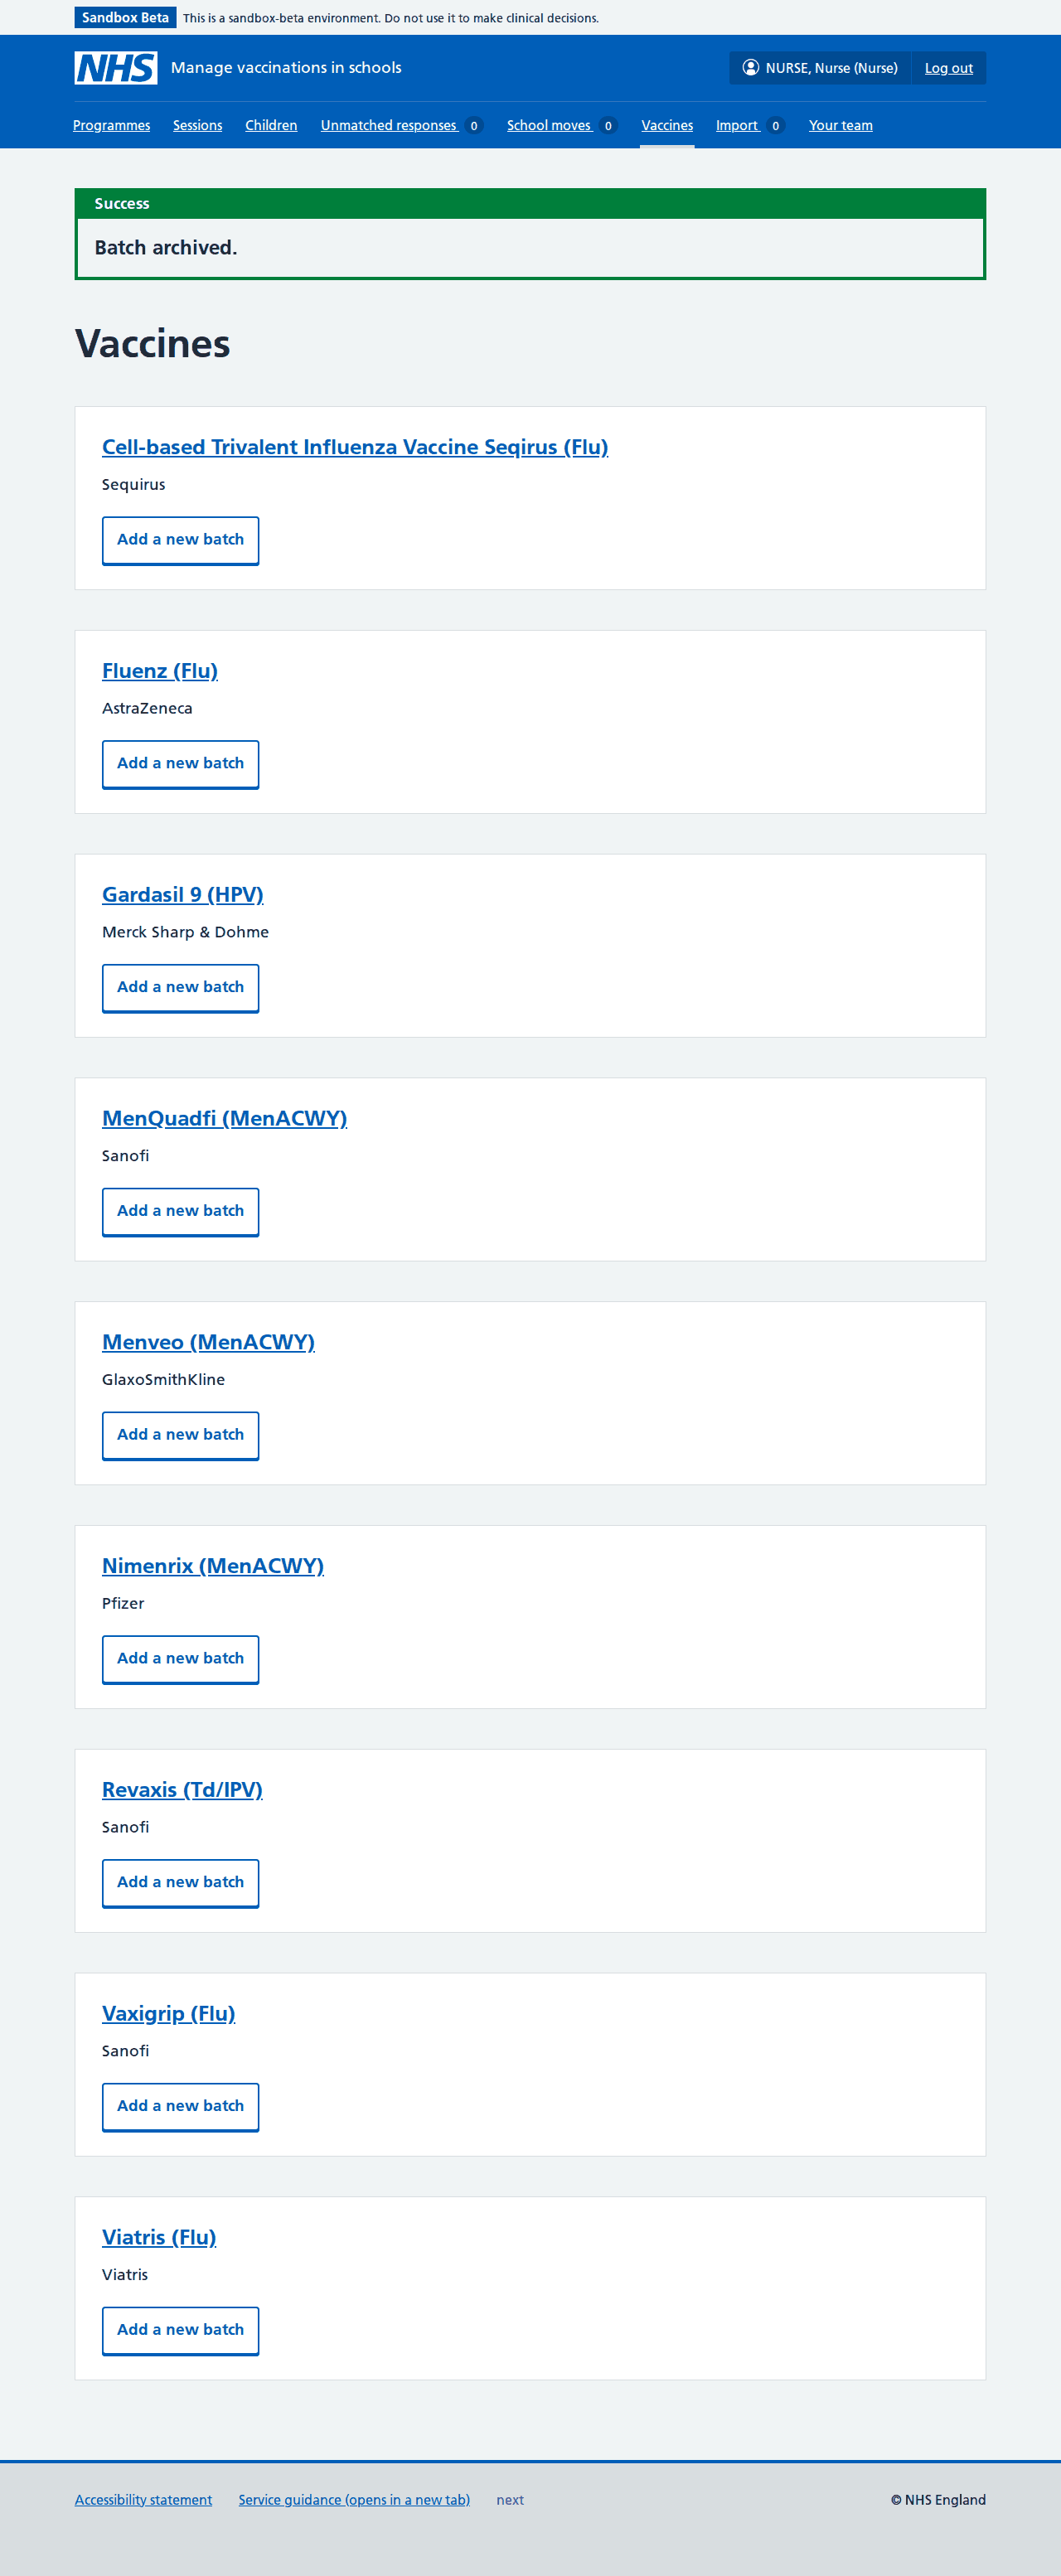 Sandbox Beta This is a sandbox-beta environment. Do not use it to make clinical decisions.
NHS Manage vaccinations in schools NURSE, Nurse (Nurse) Log out
Programmes Sessions Children Unmatched responses 0 School moves 0 Vaccines Import 0 Your team
Success
Batch archived.
Vaccines
Cell-based Trivalent Influenza Vaccine Seqirus (Flu)
Sequirus
Add a new batch
Fluenz (Flu)
AstraZeneca
Add a new batch
Gardasil 9 (HPV)
Merck Sharp & Dohme
Add a new batch
MenQuadfi (MenACWY)
Sanofi
Add a new batch
Menveo (MenACWY)
GlaxoSmithKline
Add a new batch
Nimenrix (MenACWY)
Pfizer
Add a new batch
Revaxis (Td/IPV)
Sanofi
Add a new batch
Vaxigrip (Flu)
Sanofi
Add a new batch
Viatris (Flu)
Viatris
Add a new batch
Accessibility statement Service guidance (opens in a new tab) next © NHS England